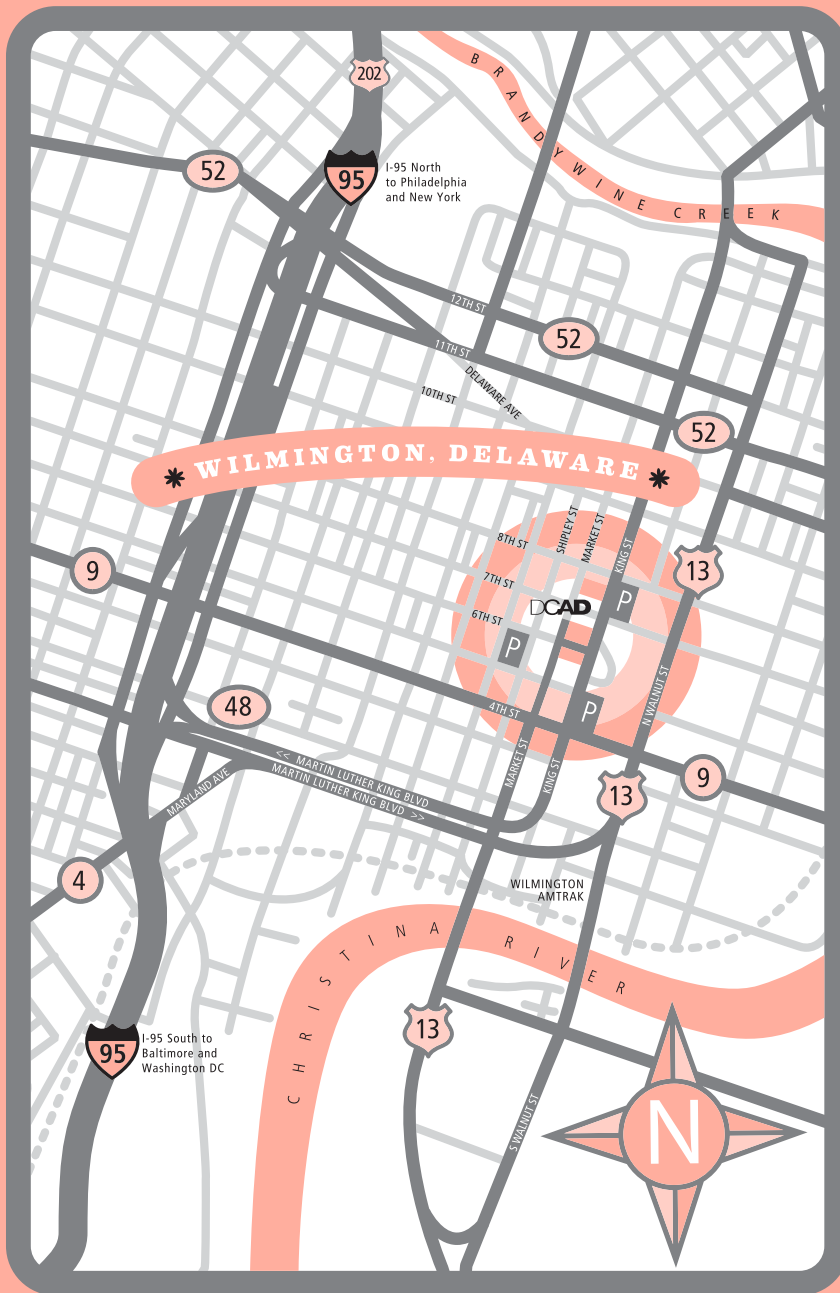 BRANDYWINE CREEK
202
52
95
I-95 North
to Philadelphia
and New York
12TH ST
52
11TH ST
DELAWARE AVE
10TH ST
52
WILMINGTON, DELAWARE
SHIPLEY ST
MARKET ST
8TH ST
KING ST
9
13
7TH ST
DCAD
P
6TH ST
P
N WALNUT ST
48
4TH ST
P
<< MARTIN LUTHER KING BLVD
MARTIN LUTHER KING BLVD >>
MARKET ST
KING ST
9
MARYLAND AVE
13
4
WILMINGTON
AMTRAK
CHRISTINA RIVER
13
95
I-95 South to
Baltimore and
Washington DC
S WALNUT ST
N